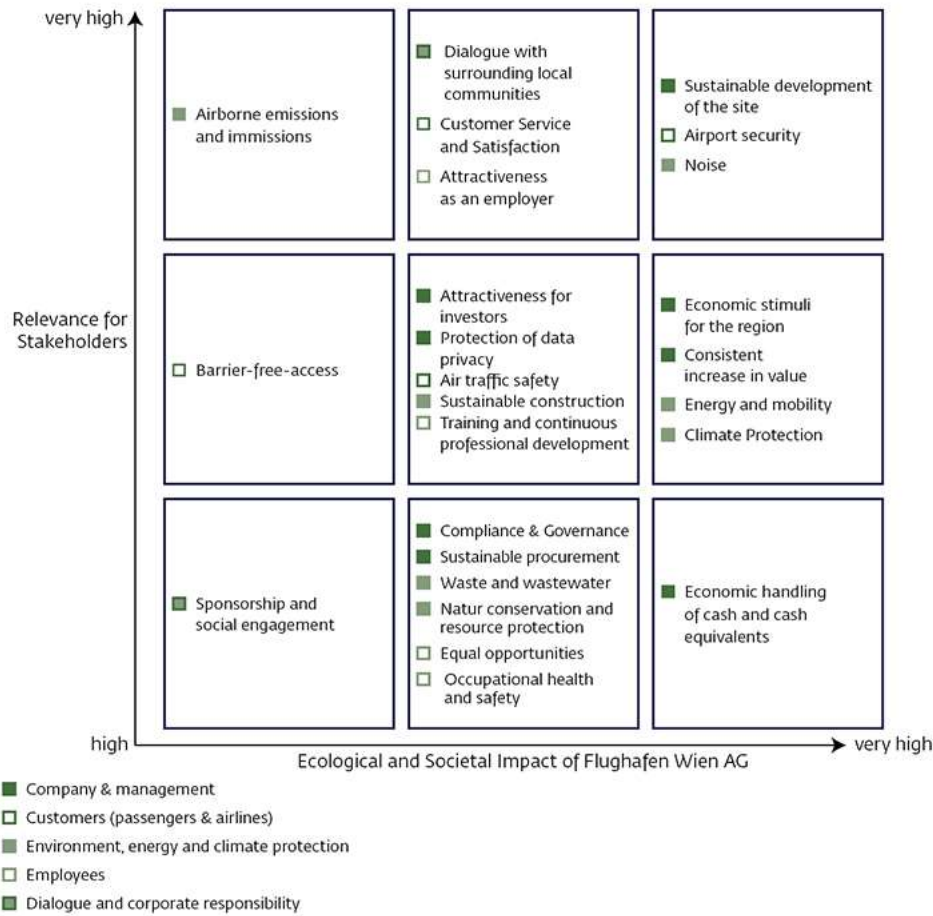 very high
Airborne emissions
and immissions
Dialogue with
surrounding local
communities
Customer Service
and Satisfaction
Attractiveness
as an employer
Sustainable development
of the site
Airport security
Noise
Relevance for
Stakeholders
Barrier-free-access
Attractiveness for
investors
Protection of data
privacy
Air traffic safety
Sustainable construction
Training and continuous
professional development
Economic stimuli
for the region
Consistent
increase in value
Energy and mobility
Climate Protection
Sponsorship and
social engagement
Compliance & Governance
Sustainable procurement
Waste and wastewater
Natur conservation and
resource protection
Equal opportunities
Occupational health
and safety
Economic handling
of cash and cash
equivalents
high
very high
Ecological and Societal Impact of Flughafen Wien AG
Company & management
Customers (passengers & airlines)
Environment, energy and climate protection
Employees
Dialogue and corporate responsibility